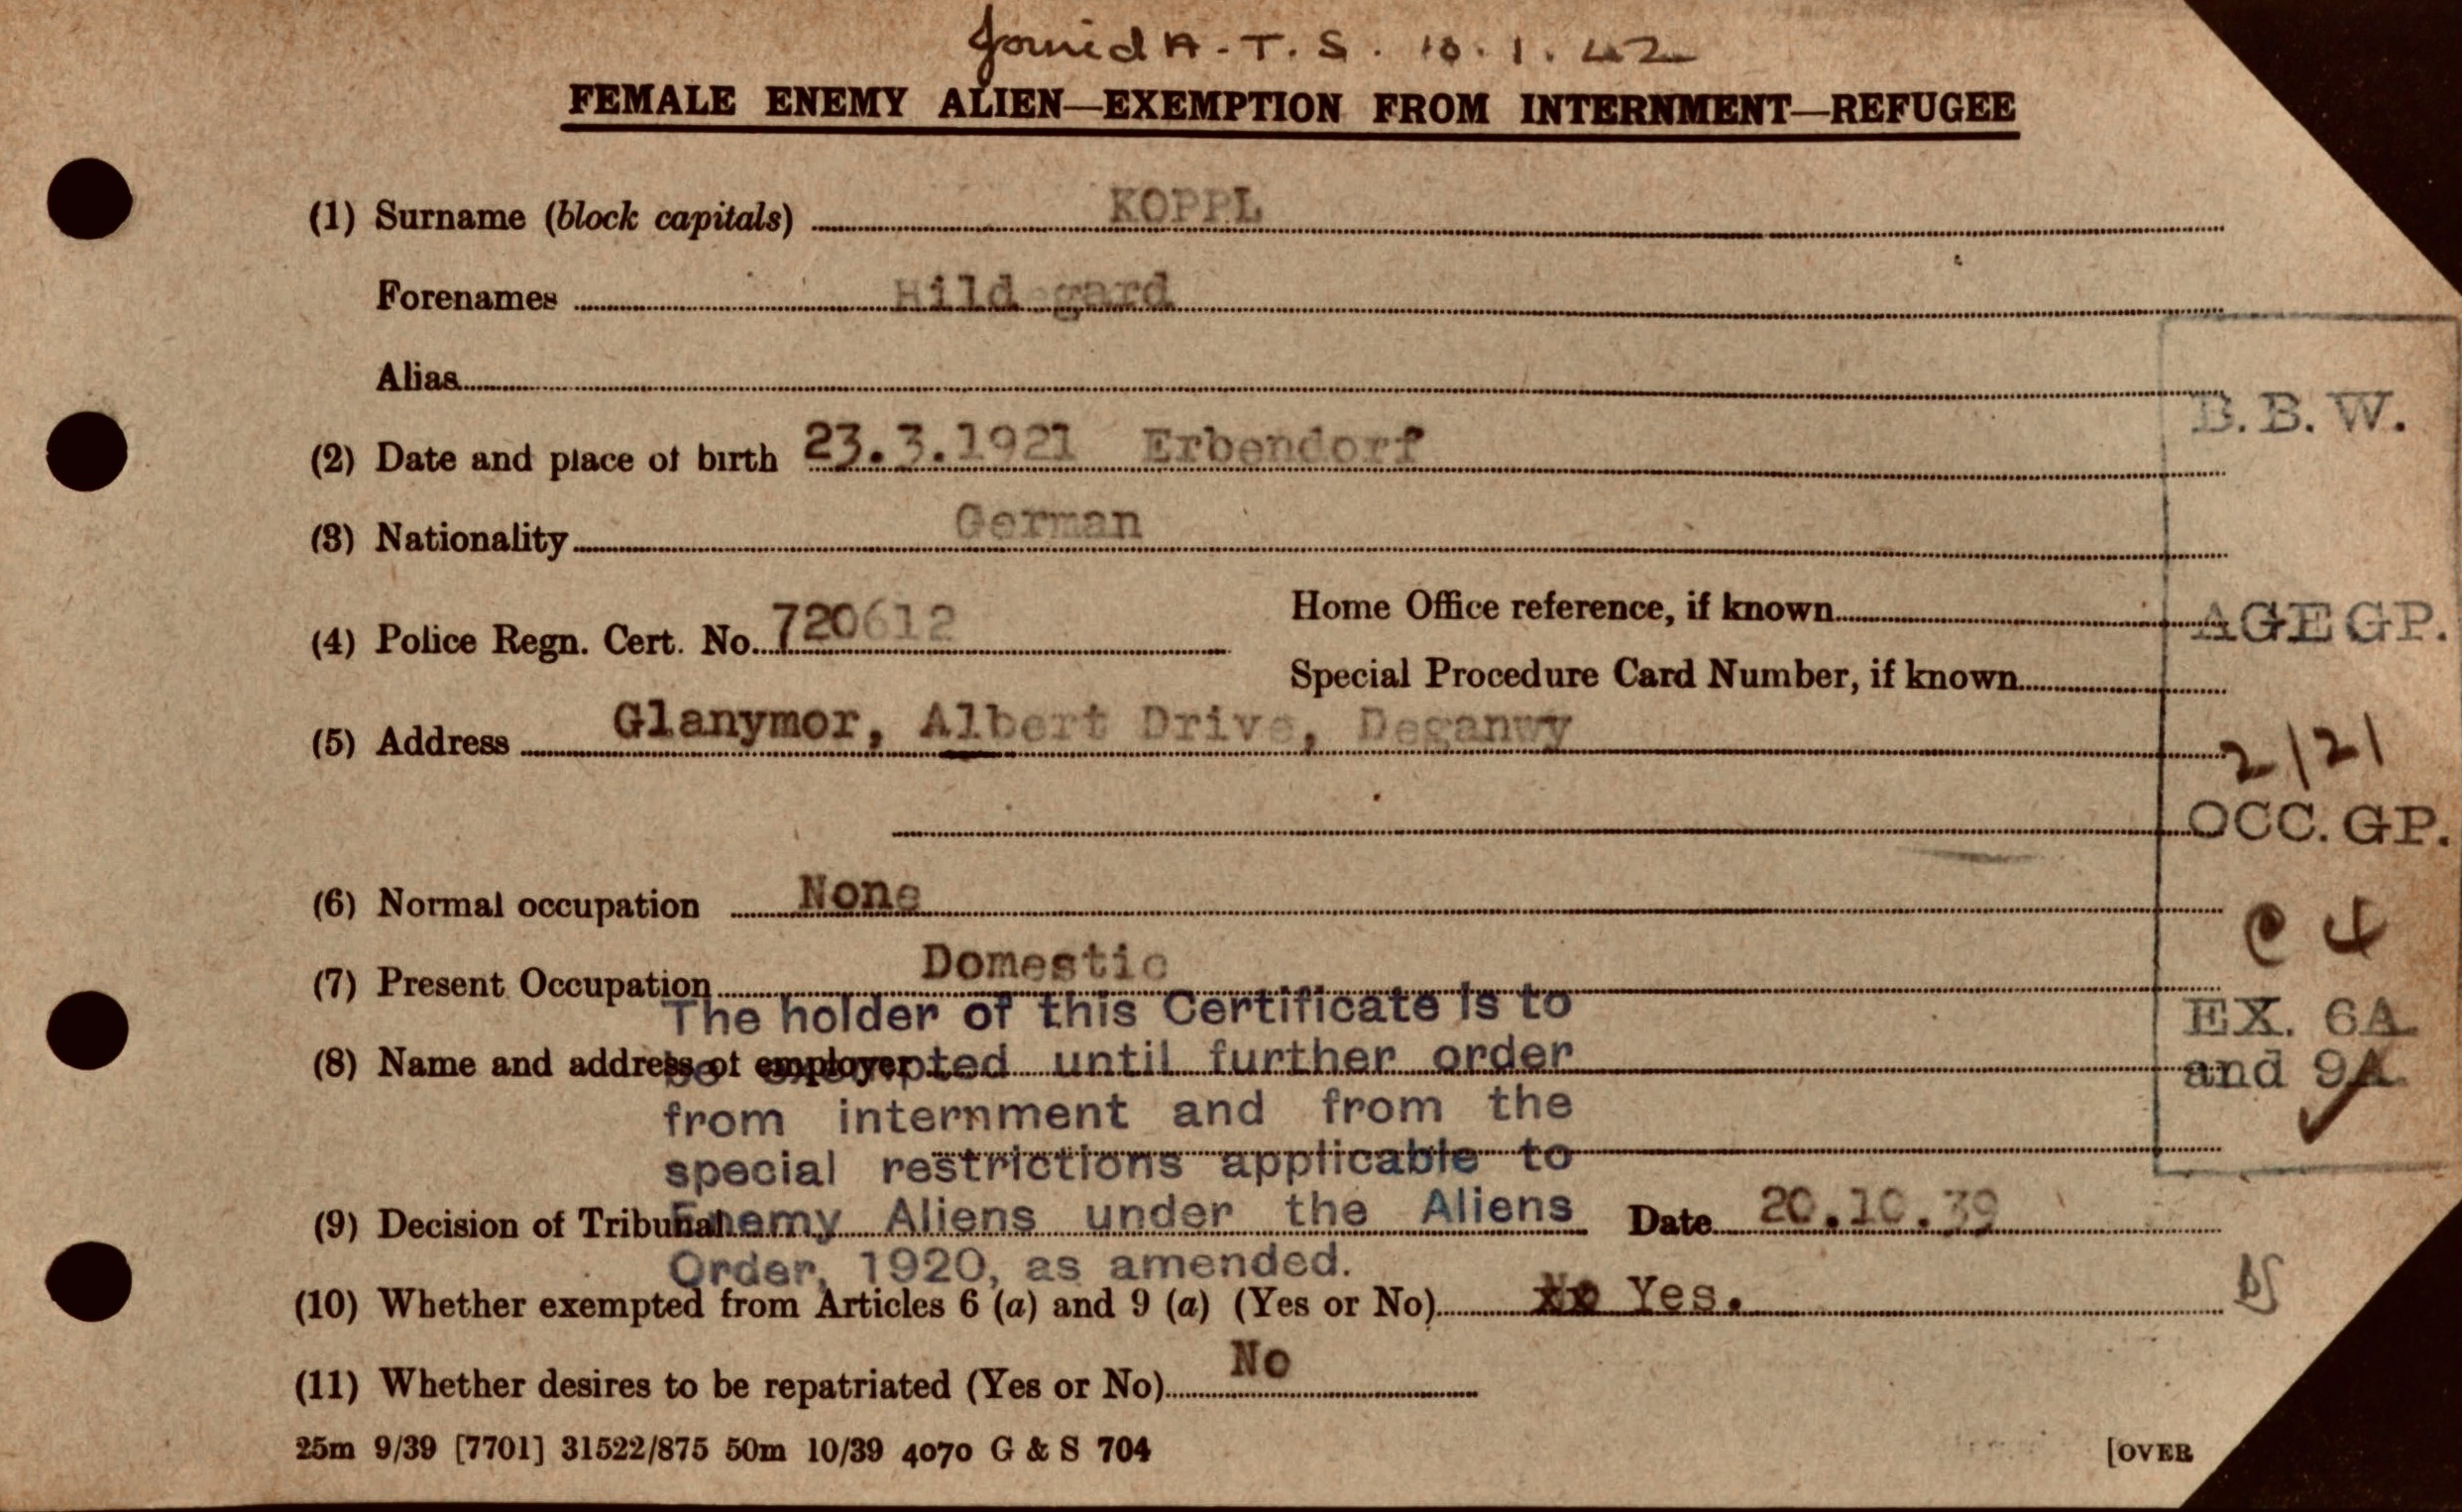 Joined A.T.S. 10.1.42
FEMALE ENEMY ALIEN—EXEMPTION FROM INTERNMENT—REFUGEE
(1) Surname (block capitals) KOPPL
Forenames Hildegard
Alias
B.B.W.
(2) Date and place of birth 23.3.1921 Erbendorf
(3) Nationality German
(4) Police Regn. Cert. No. 720612
Home Office reference, if known
AGE GP.
Special Procedure Card Number, if known
(5) Address Glanymor, Albert Drive, Deganwy
2/21
OCC. GP.
(6) Normal occupation None
C 4
(7) Present Occupation Domestic
EX. 6A
and 9A
(8) Name and address of employer
The holder of this Certificate is to
be exempted until further order
from internment and from the
special restrictions applicable to
Enemy Aliens under the Aliens
Order, 1920, as amended.
(9) Decision of Tribunal Date 20.10.39
(10) Whether exempted from Articles 6 (a) and 9 (a) (Yes or No) No Yes.
(11) Whether desires to be repatriated (Yes or No) No
25m 9/39 [7701] 31522/875 50m 10/39 4070 G & S 704
[OVER